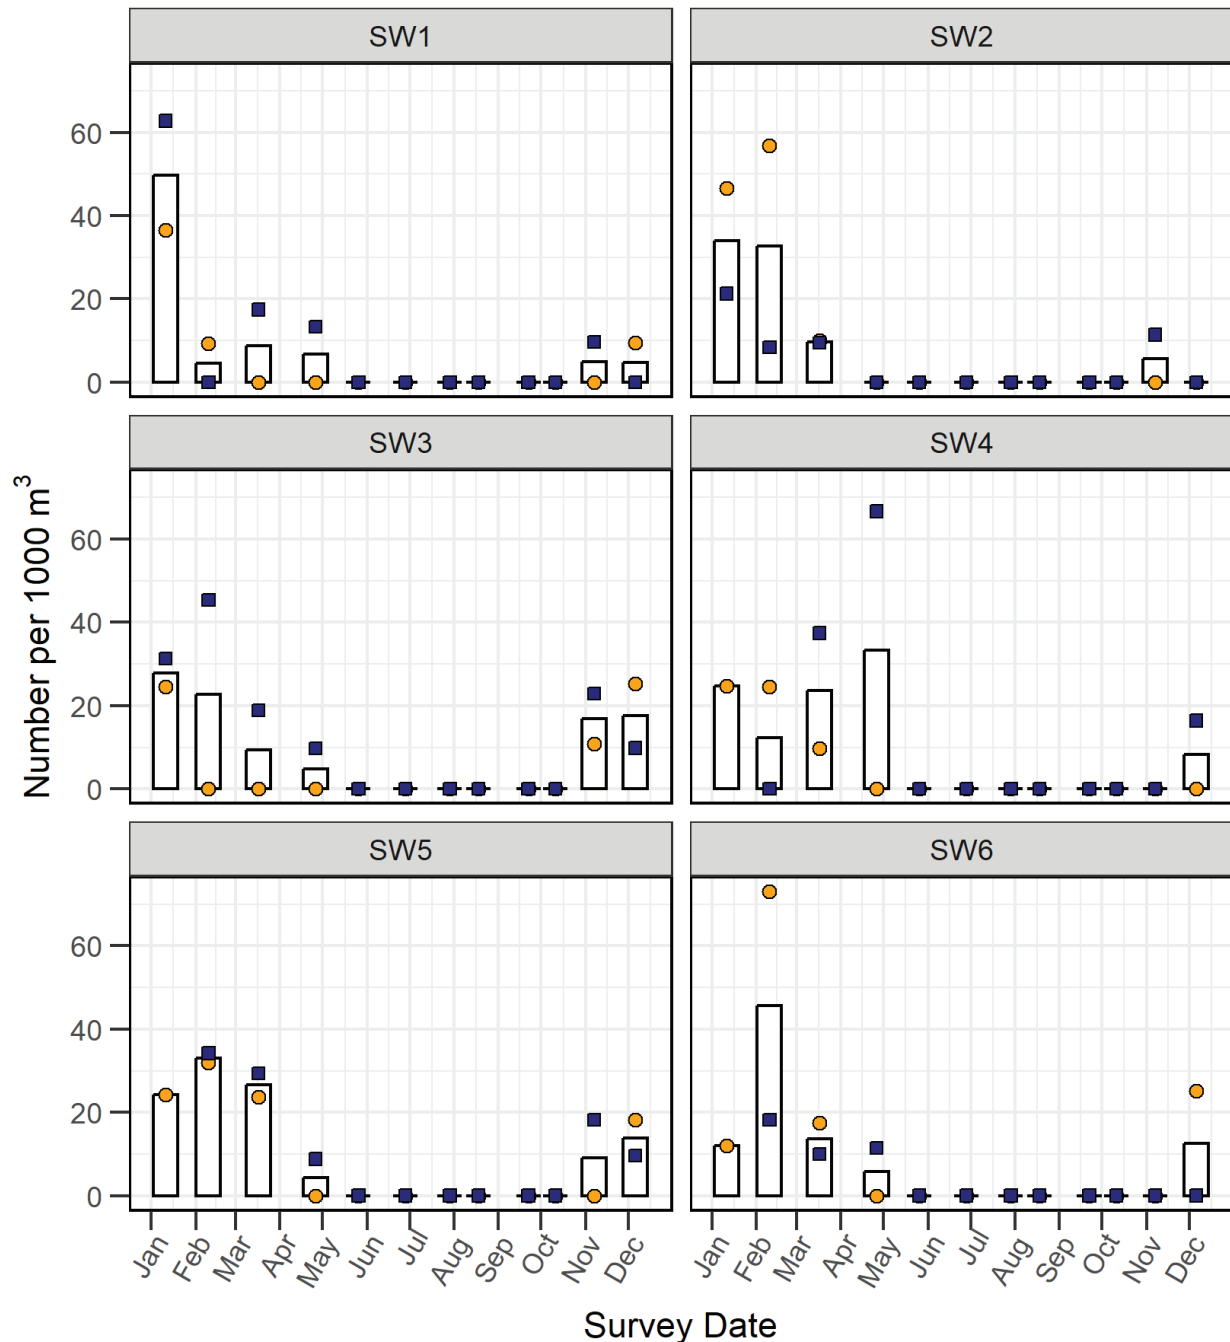 SW1 SW2
60
40
20
0
SW3 SW4
60
40
20
0
SW5 SW6
60
40
20
0
Number per 1000 m³
Jan Feb Mar Apr May Jun Jul Aug Sep Oct Nov Dec Jan Feb Mar Apr May Jun Jul Aug Sep Oct Nov Dec
Survey Date